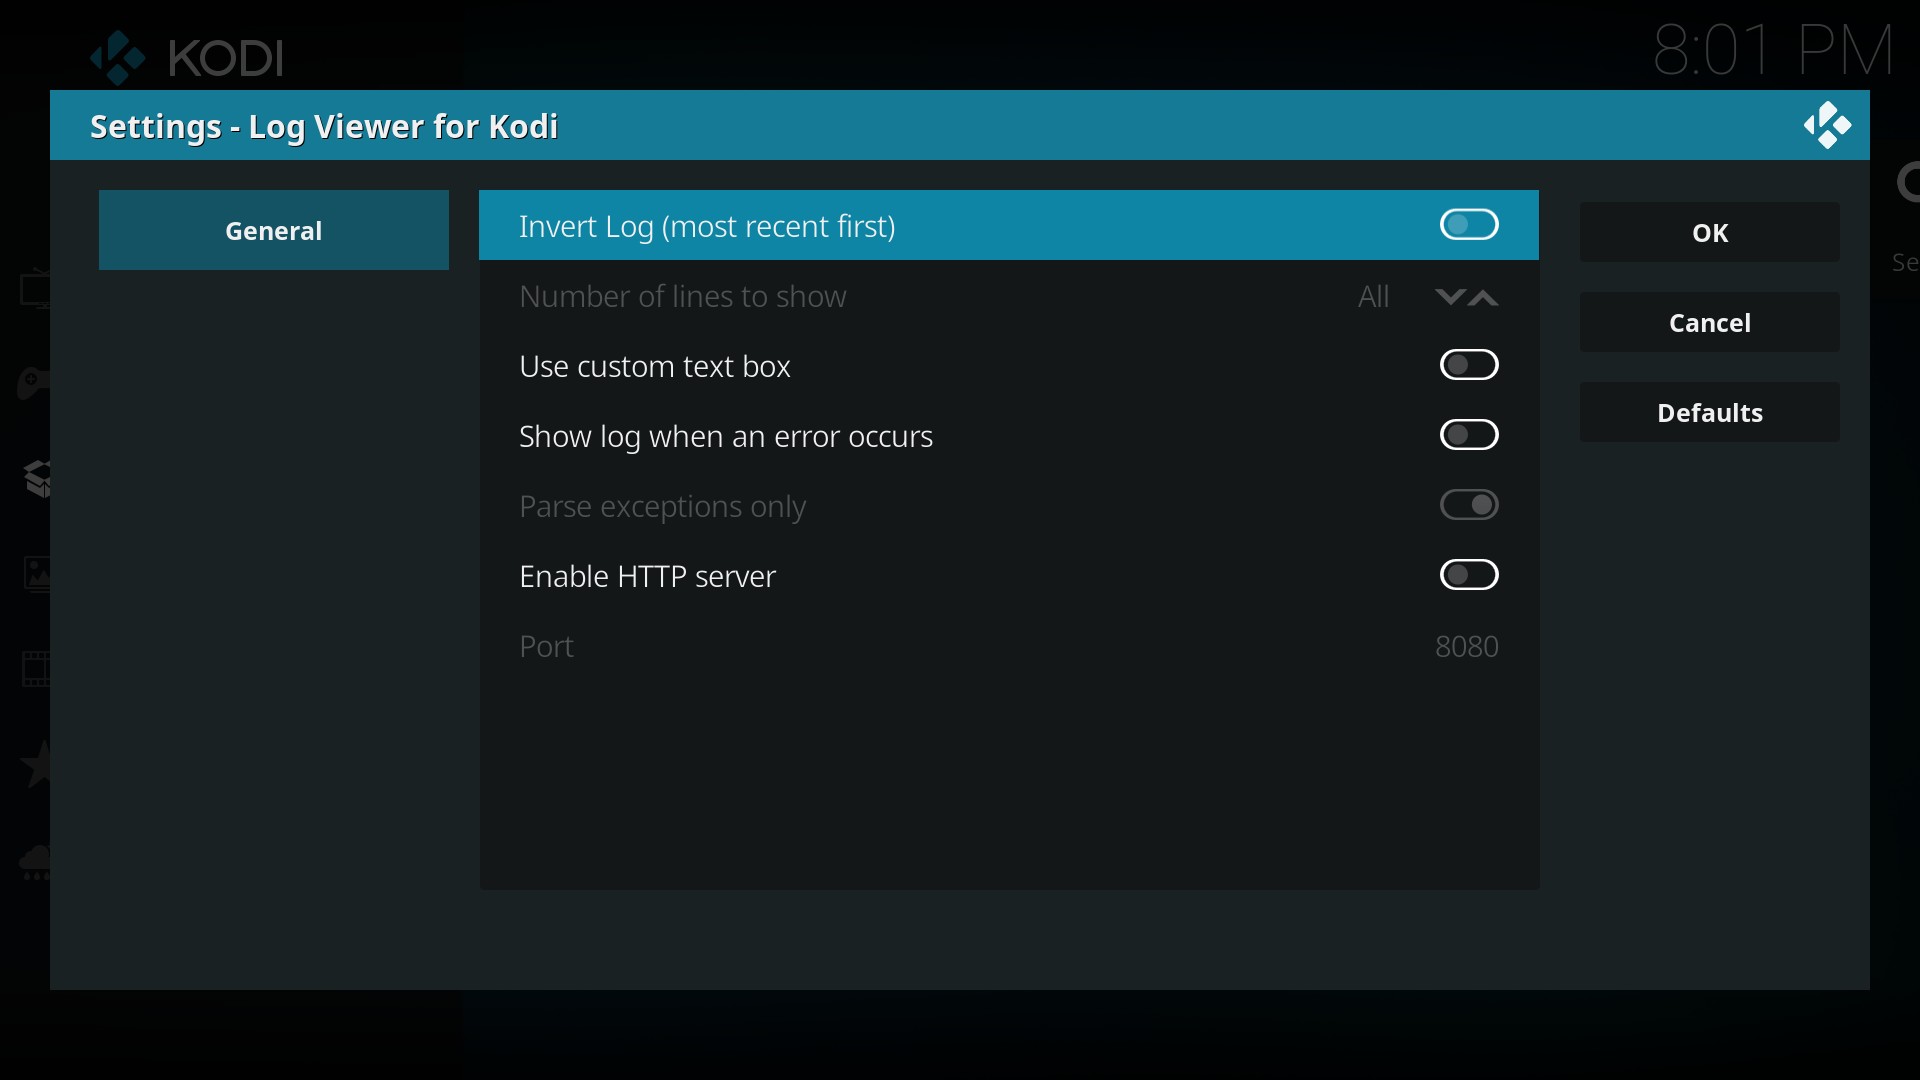 KODI
8:01 PM
Settings - Log Viewer for Kodi
General
Invert Log (most recent first)
Number of lines to show All
Use custom text box
Show log when an error occurs
Parse exceptions only
Enable HTTP server
Port 8080
OK
Cancel
Defaults